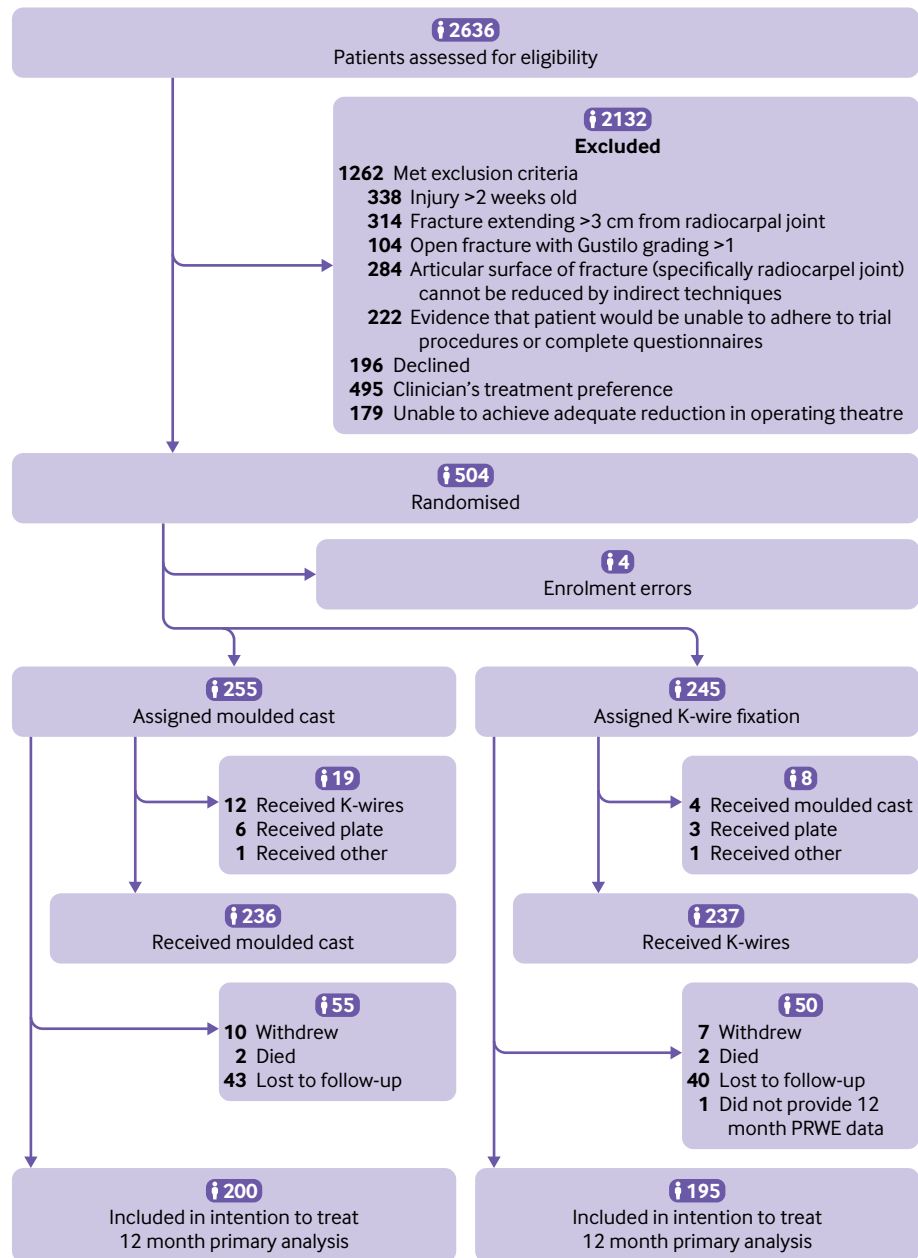 2636
Patients assessed for eligibility
2132
Excluded
1262 Met exclusion criteria
338 Injury >2 weeks old
314 Fracture extending >3 cm from radiocarpal joint
104 Open fracture with Gustilo grading >1
284 Articular surface of fracture (specifically radiocarpel joint)
cannot be reduced by indirect techniques
222 Evidence that patient would be unable to adhere to trial
procedures or complete questionnaires
196 Declined
495 Clinician's treatment preference
179 Unable to achieve adequate reduction in operating theatre
504
Randomised
4
Enrolment errors
255
Assigned moulded cast
19
12 Received K-wires
6 Received plate
1 Received other
236
Received moulded cast
55
10 Withdrew
2 Died
43 Lost to follow-up
200
Included in intention to treat
12 month primary analysis
245
Assigned K-wire fixation
8
4 Received moulded cast
3 Received plate
1 Received other
237
Received K-wires
50
7 Withdrew
2 Died
40 Lost to follow-up
1 Did not provide 12
month PRWE data
195
Included in intention to treat
12 month primary analysis